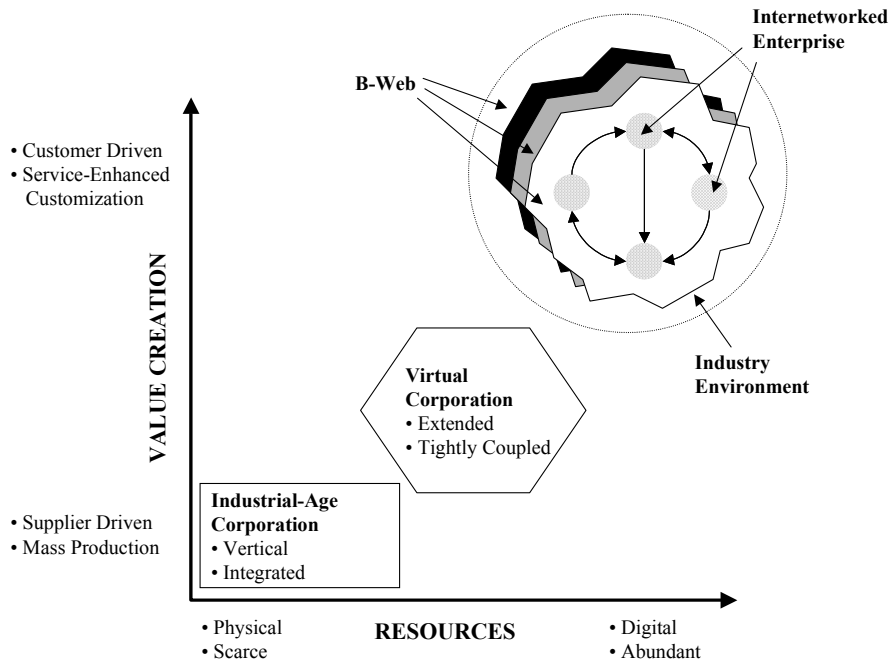 Internetworked
Enterprise
B-Web
• Customer Driven
• Service-Enhanced
Customization
VALUE CREATION
Industry
Environment
Virtual
Corporation
• Extended
• Tightly Coupled
Industrial-Age
Corporation
• Vertical
• Integrated
• Supplier Driven
• Mass Production
• Physical
• Scarce
RESOURCES
• Digital
• Abundant